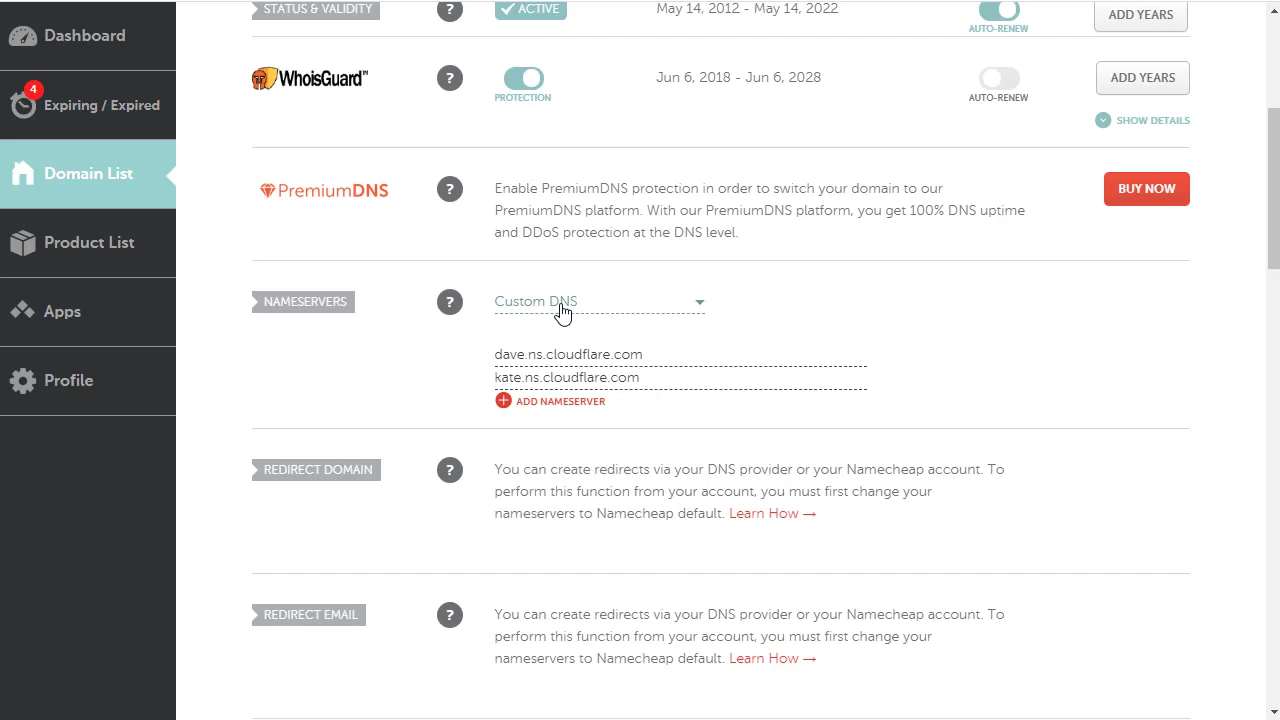 Dashboard
4
Expiring / Expired
Domain List
Product List
Apps
Profile
STATUS & VALIDITY
?
ACTIVE
May 14, 2012 - May 14, 2022
AUTO-RENEW
ADD YEARS
WhoisGuard™
?
PROTECTION
Jun 6, 2018 - Jun 6, 2028
AUTO-RENEW
ADD YEARS
SHOW DETAILS
PremiumDNS
?
Enable PremiumDNS protection in order to switch your domain to our
PremiumDNS platform. With our PremiumDNS platform, you get 100% DNS uptime
and DDoS protection at the DNS level.
BUY NOW
NAMESERVERS
?
Custom DNS
dave.ns.cloudflare.com
kate.ns.cloudflare.com
ADD NAMESERVER
REDIRECT DOMAIN
?
You can create redirects via your DNS provider or your Namecheap account. To
perform this function from your account, you must first change your
nameservers to Namecheap default. Learn How →
REDIRECT EMAIL
?
You can create redirects via your DNS provider or your Namecheap account. To
perform this function from your account, you must first change your
nameservers to Namecheap default. Learn How →